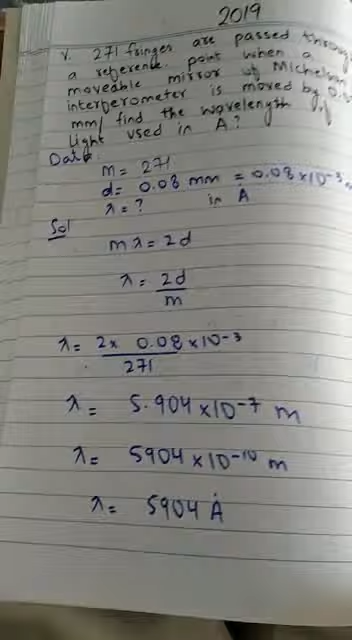 2019
V. 271 fringes are passed through
a reference point when a
moveable mirror of Michelson
interferometer is moved by
mm, find the wavelength of
light used in A?
Data
m = 271
d = 0.08 mm = 0.08×10-3 m
λ = ? in Å
Sol
mλ = 2d
λ = 2d
m
λ = 2× 0.08×10-3
271
λ = 5.904×10-7 m
λ = 5904×10-10 m
λ = 5904 Å